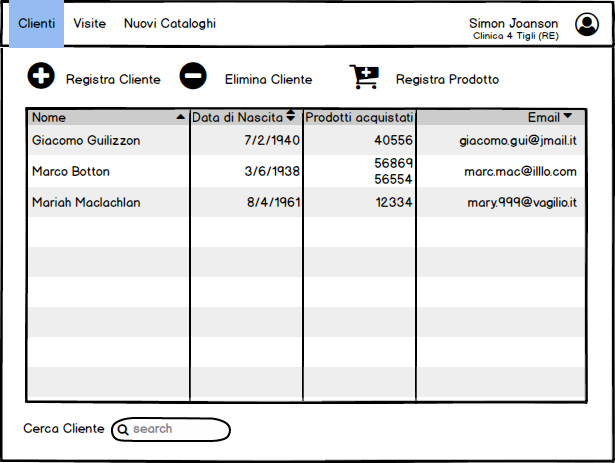 Clienti Visite Nuovi Cataloghi Simon Joanson
Clinica 4 Tigli (RE)
Registra Cliente Elimina Cliente Registra Prodotto
Nome Data di Nascita Prodotti acquistati Email
Giacomo Guilizzon 7/2/1940 40556 giacomo.gui@jmail.it
Marco Botton 3/6/1938 56869 marc.mac@illlo.com
56554
Mariah Maclachlan 8/4/1961 12334 mary.999@vagilio.it
Cerca Cliente search